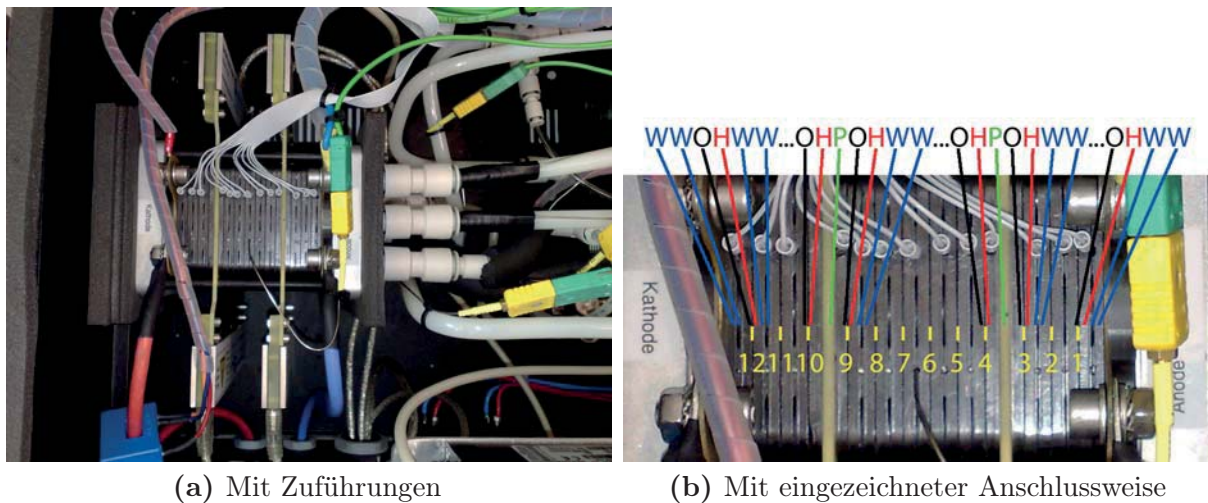 Kathode
WWOHWW...OHPOHWW...OHPOHWW...OHWW
Kathode
12 11 10 9 8 7 6 5 4 3 2 1
Anode
(a) Mit Zuführungen
(b) Mit eingezeichneter Anschlussweise